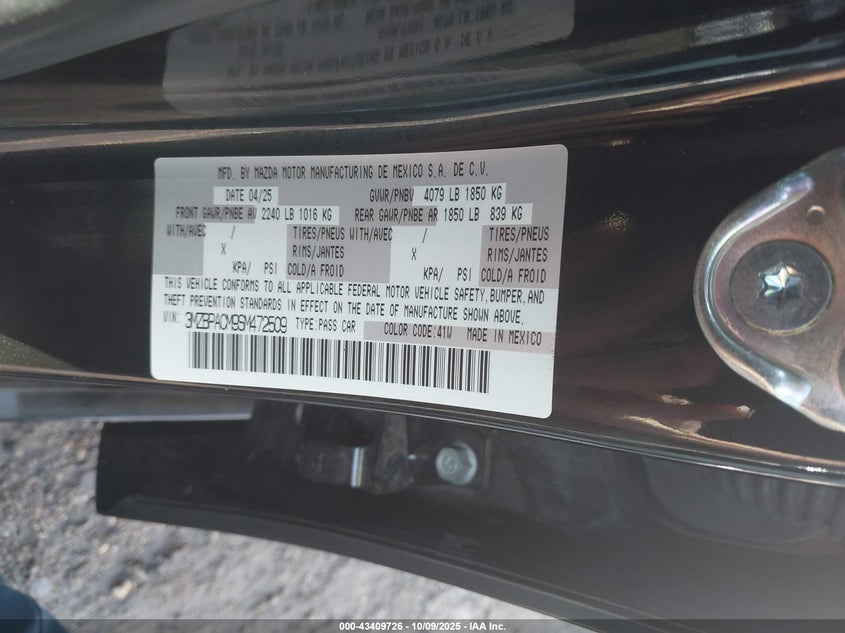 MFD. BY MAZDA MOTOR MANUFACTURING DE MEXICO S.A. DE C.V.
DATE 04/25 GVWR/PNBV 4079 LB 1850 KG
FRONT GAWR/PNBE AV 2240 LB 1016 KG REAR GAWR/PNBE AR 1850 LB 839 KG
WITH/AVEC / TIRES/PNEUS WITH/AVEC / TIRES/PNEUS
X RIMS/JANTES X RIMS/JANTES
KPA/ PSI COLD/A FROID KPA/ PSI COLD/A FROID
THIS VEHICLE CONFORMS TO ALL APPLICABLE FEDERAL MOTOR VEHICLE SAFETY, BUMPER, AND
THEFT PREVENTION STANDARDS IN EFFECT ON THE DATE OF MANUFACTURE SHOWN ABOVE.
VIN: 3MZBPACM9SM472509 TYPE:PASS CAR COLOR CODE:41W MADE IN MEXICO
000-43409726 - 10/09/2025 - IAA Inc.